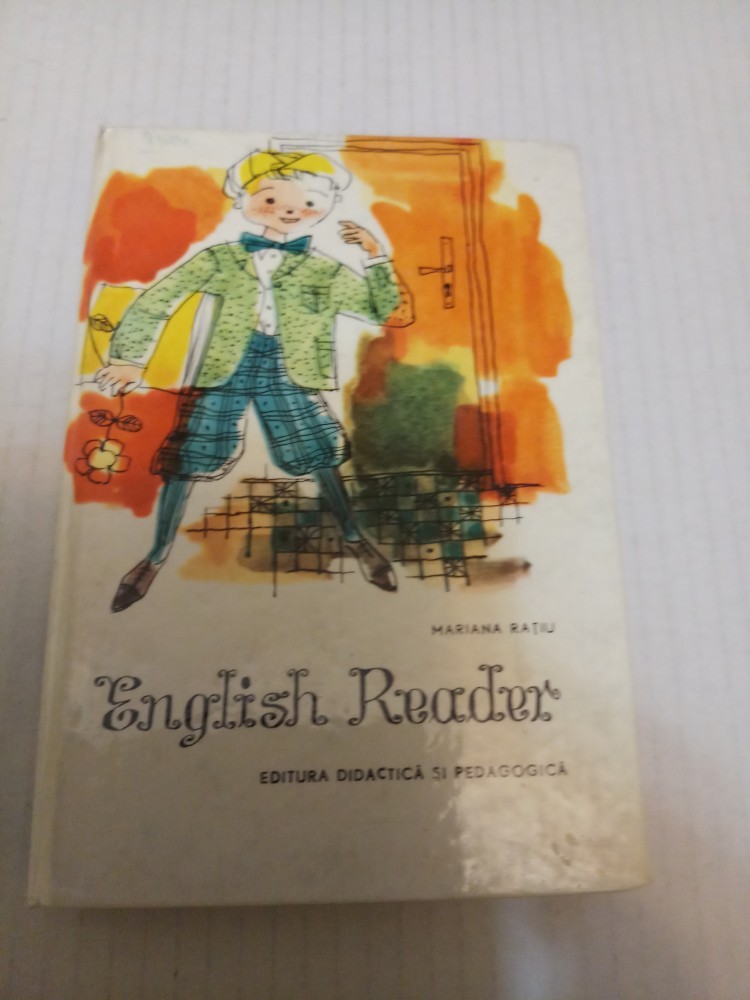 MARIANA RAȚIU
English Reader
EDITURA DIDACTICĂ ȘI PEDAGOGICĂ